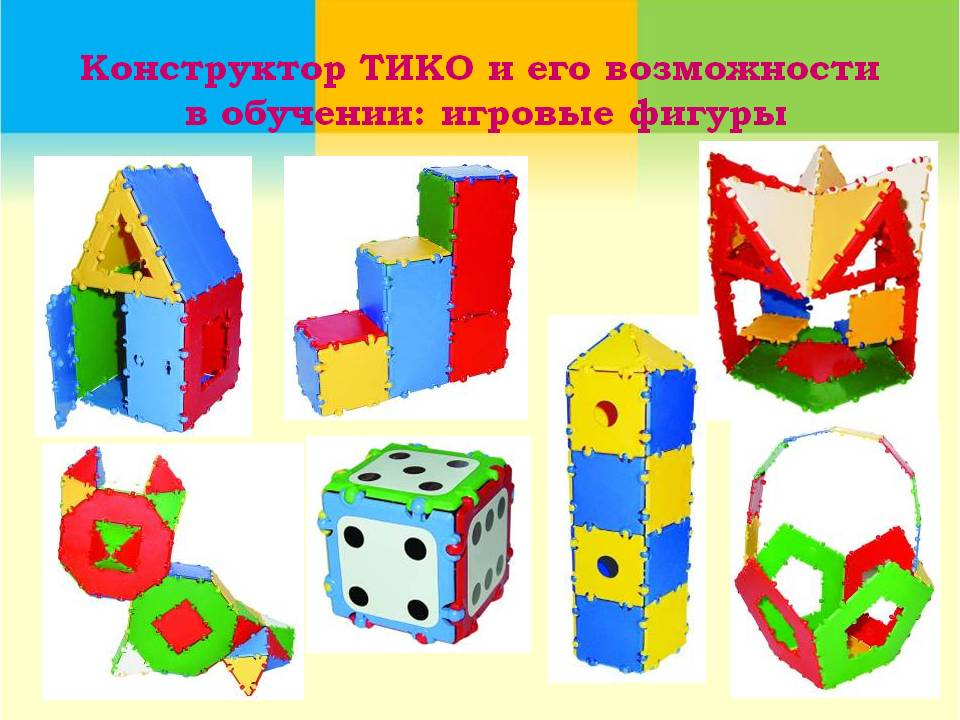 Конструктор ТИКО и его возможности
в обучении: игровые фигуры